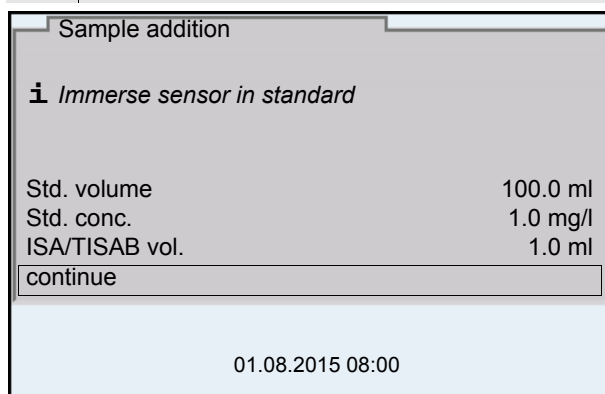 Sample addition
i Immerse sensor in standard
Std. volume 100.0 ml
Std. conc. 1.0 mg/l
ISA/TISAB vol. 1.0 ml
continue
01.08.2015 08:00